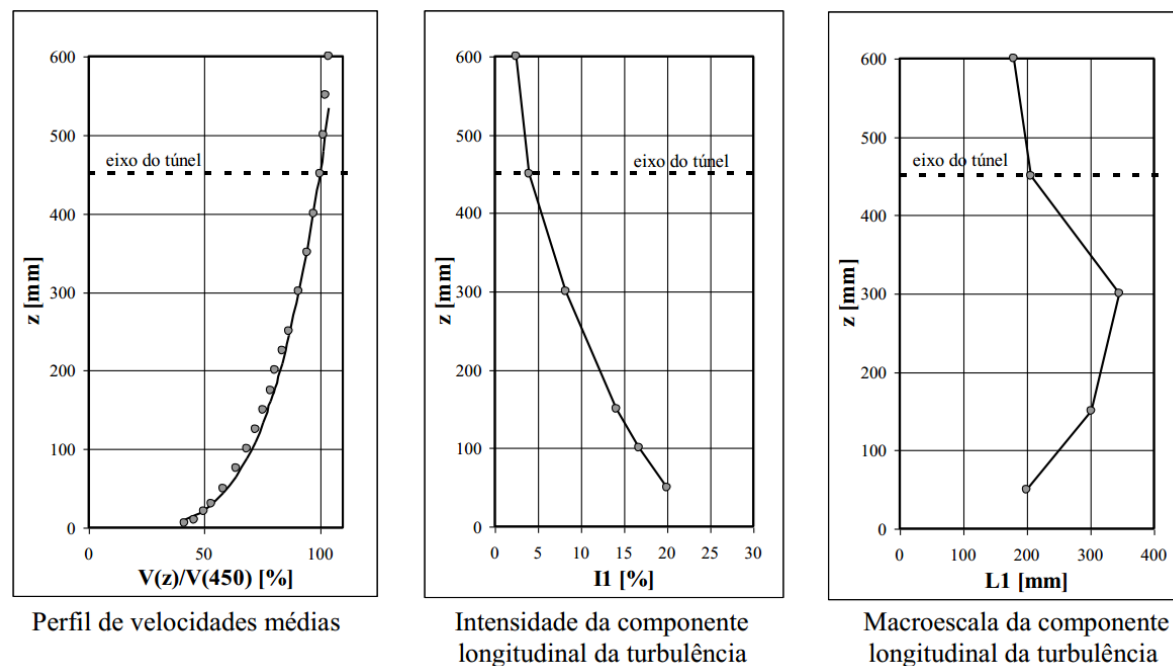 600
500
400
300
200
100
0
z [mm]
eixo do túnel
0
50
100
V(z)/V(450) [%]
Perfil de velocidades médias
600
500
400
300
200
100
0
z [mm]
eixo do túnel
0
5
10
15
20
25
30
I1 [%]
Intensidade da componente
longitudinal da turbulência
600
500
400
300
200
100
0
z [mm]
eixo do túnel
0
100
200
300
400
L1 [mm]
Macroescala da componente
longitudinal da turbulência